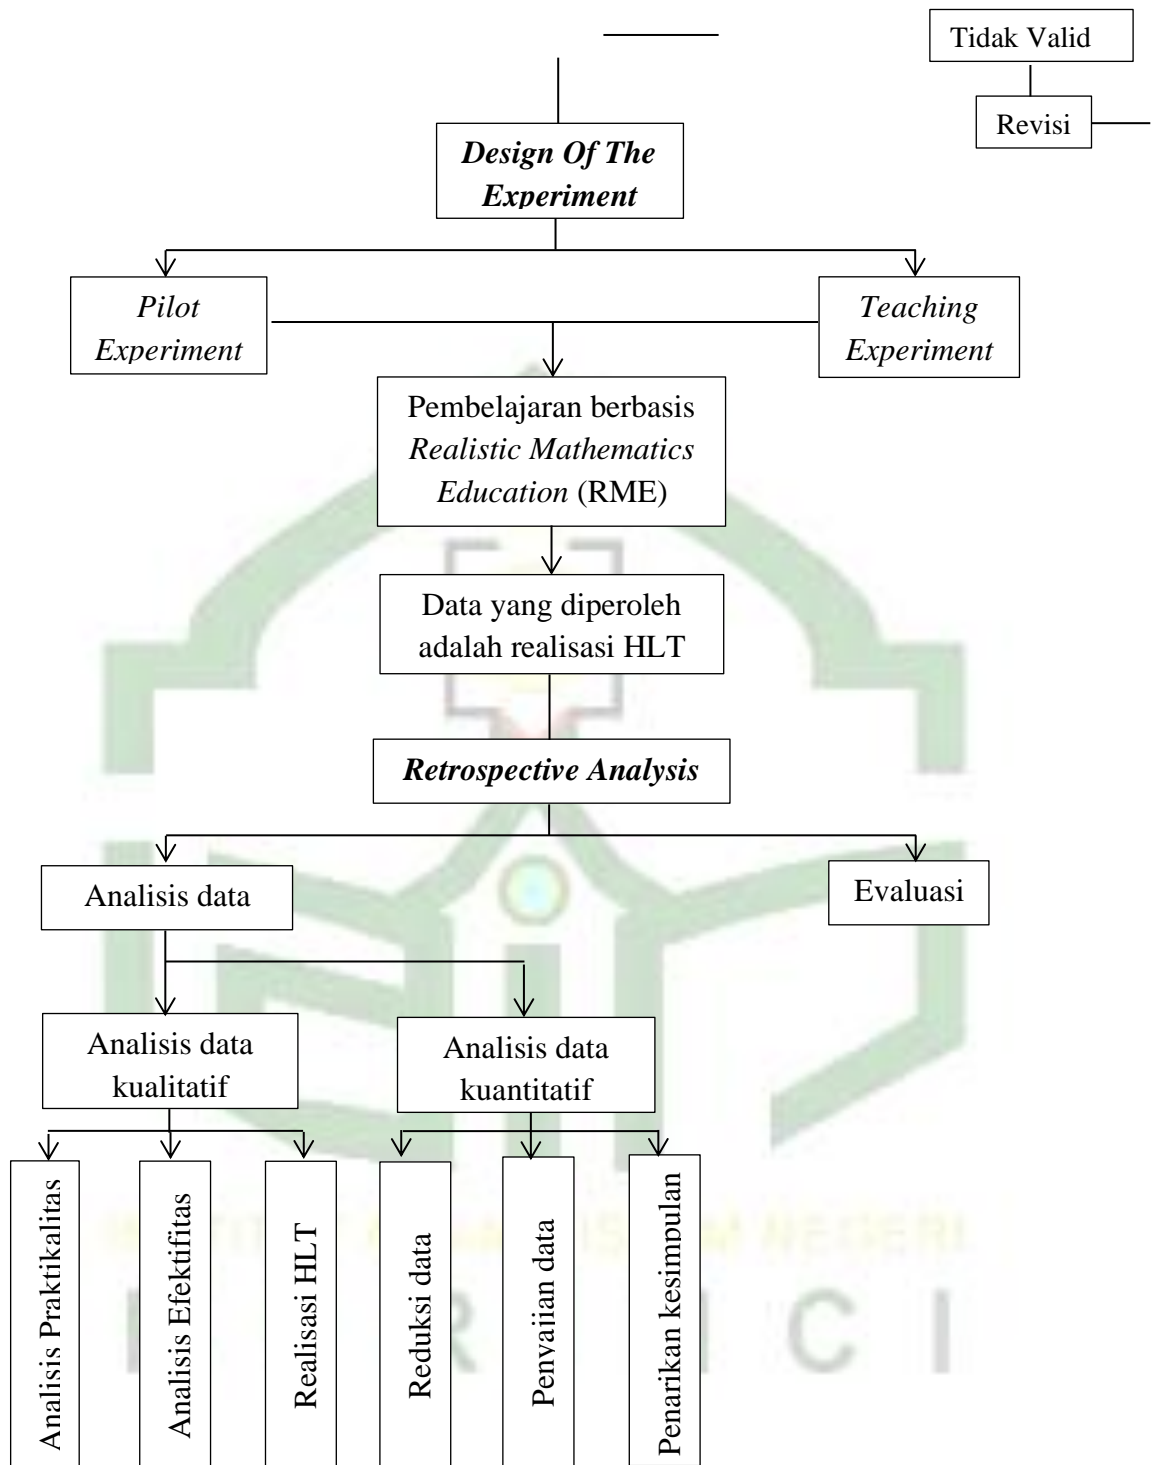 Tidak Valid
Revisi
Design Of The
Experiment
Pilot
Experiment
Teaching
Experiment
Pembelajaran berbasis
Realistic Mathematics
Education (RME)
Data yang diperoleh
adalah realisasi HLT
Retrospective Analysis
Analisis data
Evaluasi
Analisis data
kualitatif
Analisis data
kuantitatif
Analisis Praktikalitas
Analisis Efektifitas
Realisasi HLT
Reduksi data
Penyajian data
Penarikan kesimpulan
NEGERI